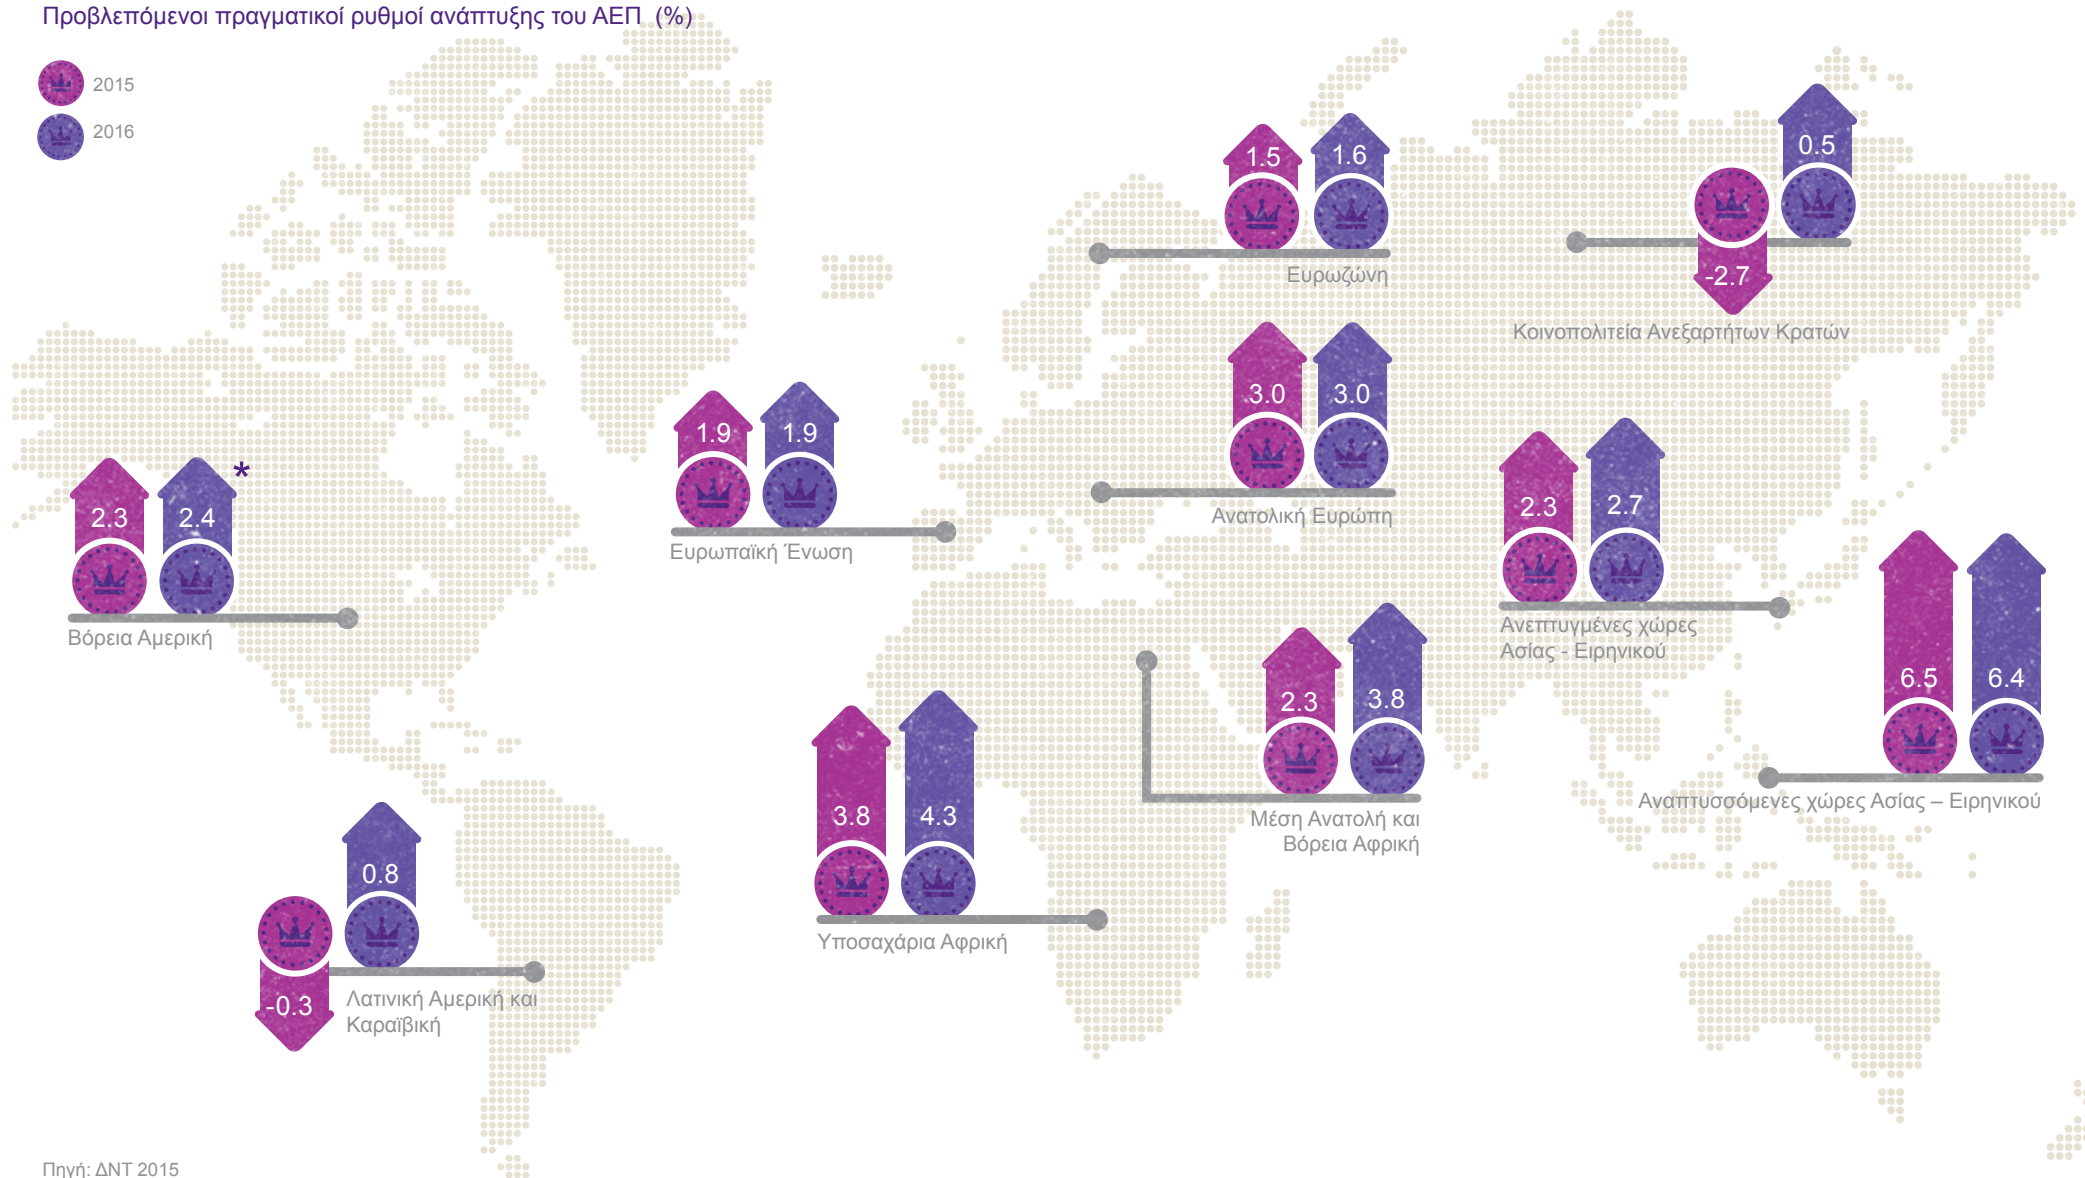 Προβλεπόμενοι πραγματικοί ρυθμοί ανάπτυξης του ΑΕΠ (%)
2015
2016
1.5
1.6
Ευρωζώνη
0.5
-2.7
Κοινοπολιτεία Ανεξαρτήτων Κρατών
3.0
3.0
Ανατολική Ευρώπη
1.9
1.9
Ευρωπαϊκή Ένωση
2.3
2.4
*
Βόρεια Αμερική
2.3
2.7
Ανεπτυγμένες χώρες
Ασίας - Ειρηνικού
6.5
6.4
Αναπτυσσόμενες χώρες Ασίας – Ειρηνικού
2.3
3.8
Μέση Ανατολή και
Βόρεια Αφρική
3.8
4.3
Υποσαχάρια Αφρική
0.8
-0.3
Λατινική Αμερική και
Καραϊβική
Πηγή: ΔΝΤ 2015